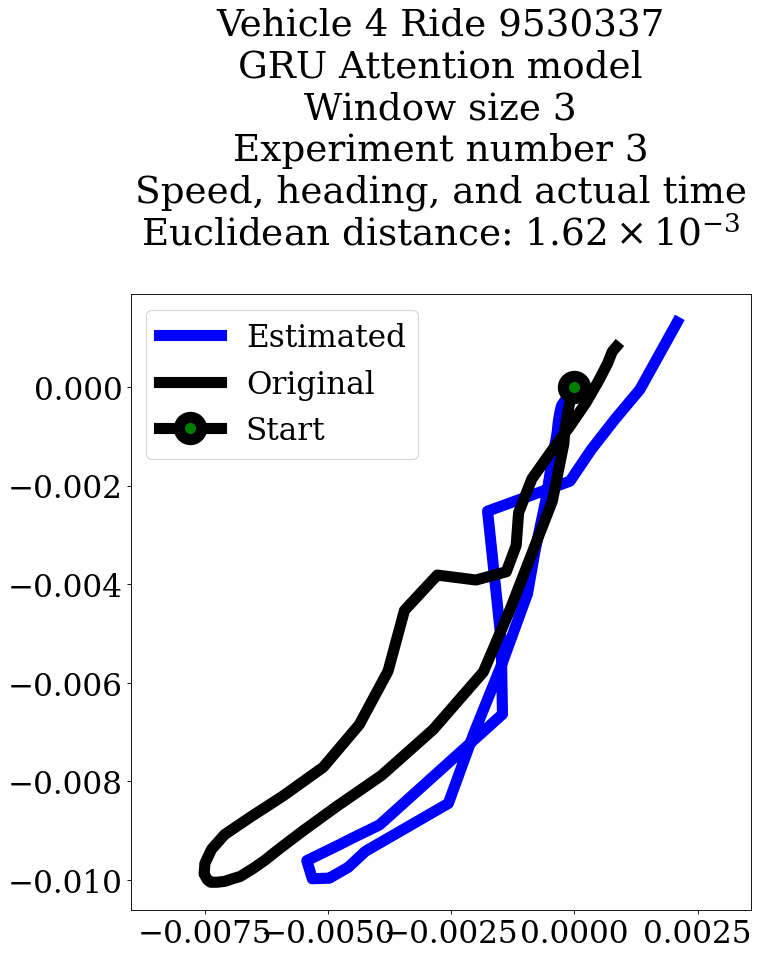 Vehicle 4 Ride 9530337
GRU Attention model
Window size 3
Experiment number 3
Speed, heading, and actual time
Euclidean distance: 1.62 × 10⁻³
Estimated
Original
Start
0.000
−0.002
−0.004
−0.006
−0.008
−0.010
−0.0075 −0.0050 −0.0025 0.0000 0.0025